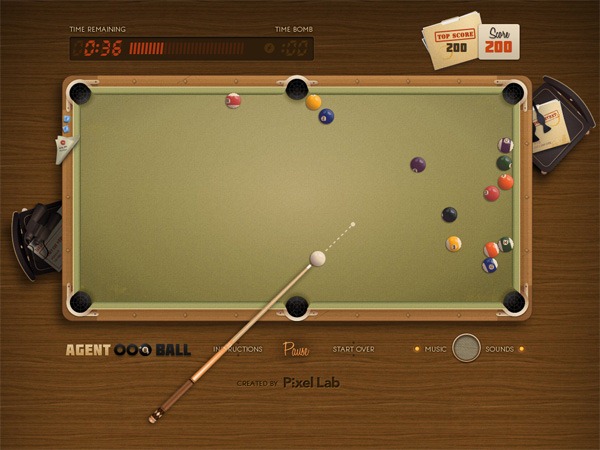 TIME REMAINING
TIME BOMB
0:36
:00
TOP SCORE
200
Score
200
AGENT 008 BALL
INSTRUCTIONS
Pause
START OVER
MUSIC
SOUNDS
CREATED BY Pixel Lab